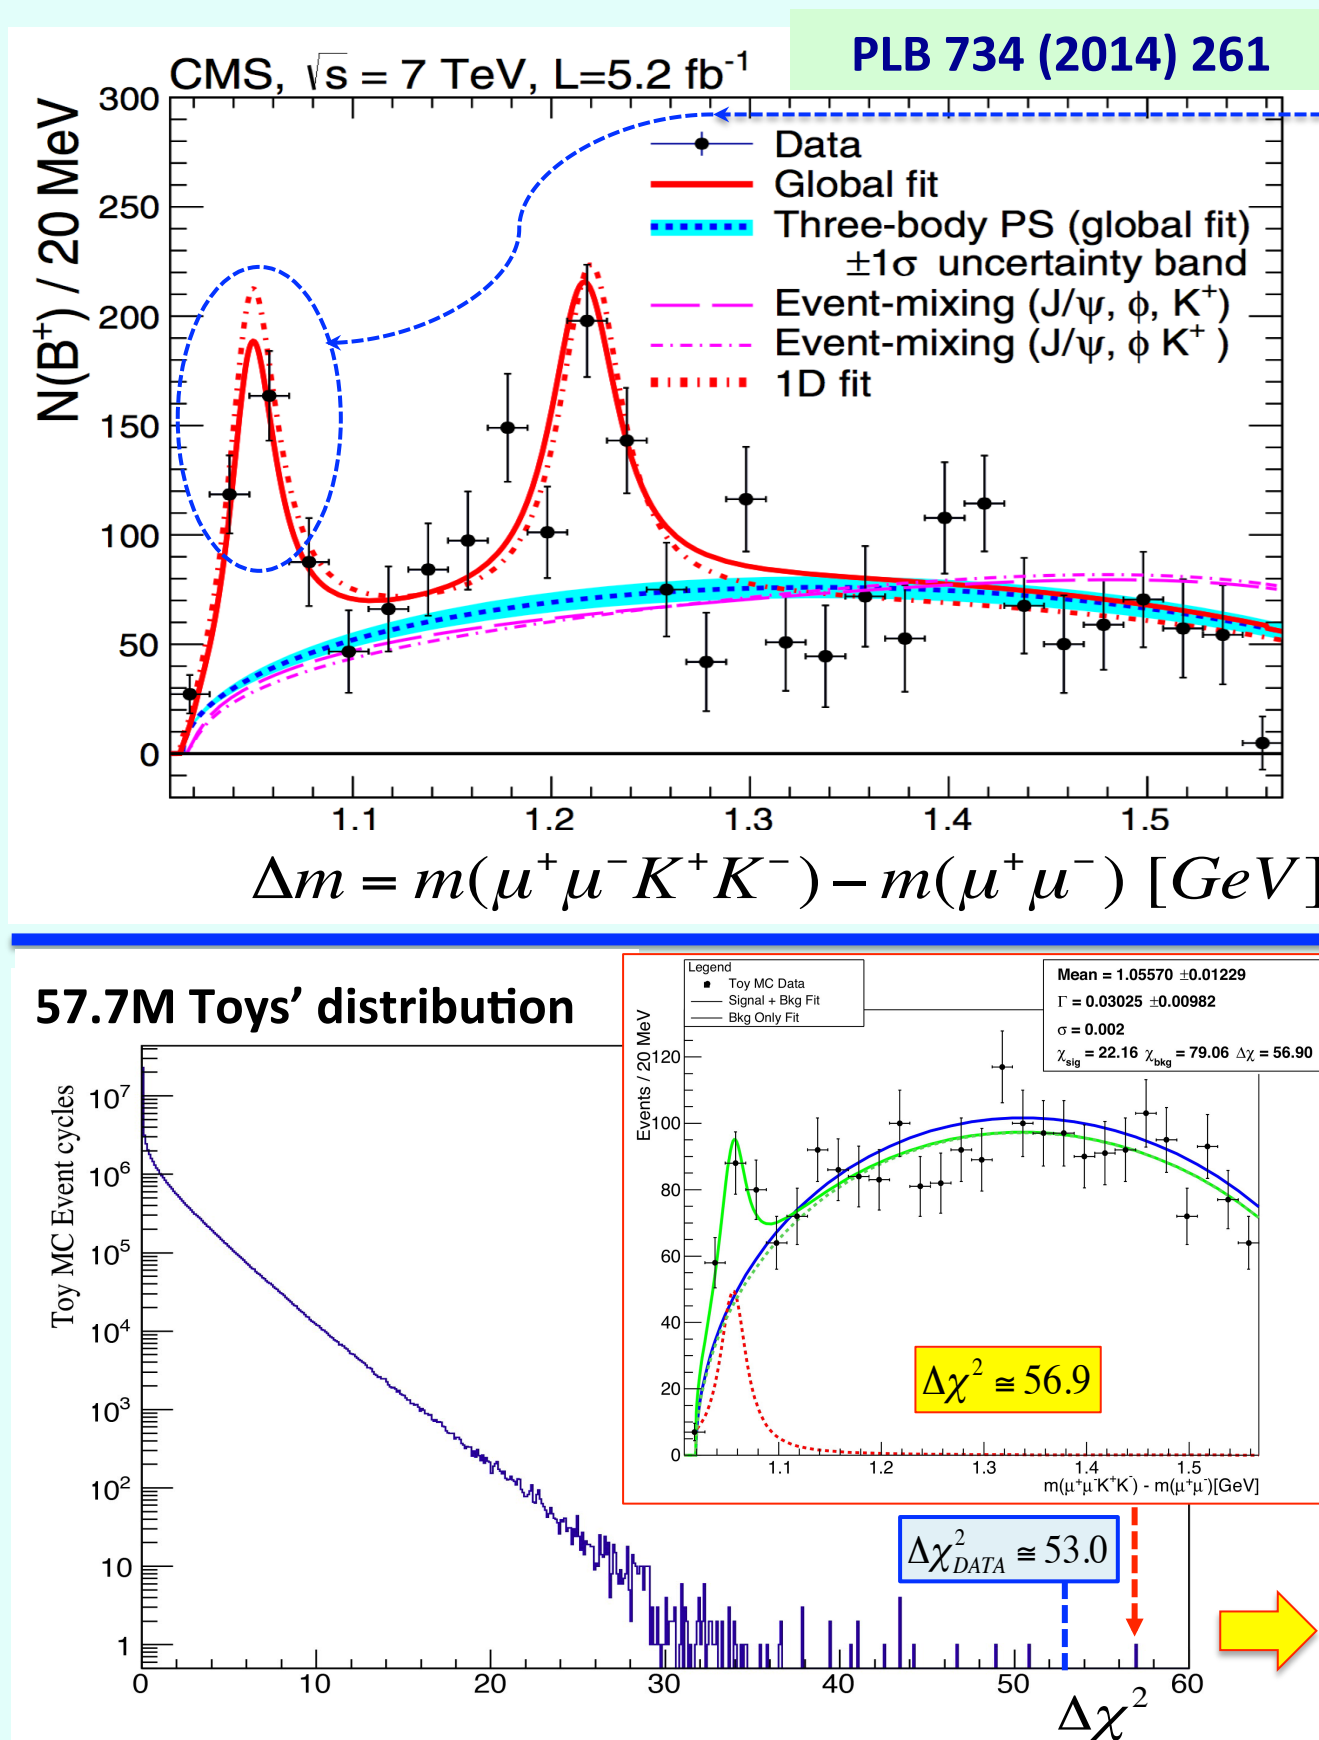 PLB 734 (2014) 261
CMS, √s = 7 TeV, L=5.2 fb⁻¹
N(B⁺) / 20 MeV
300
250
200
150
100
50
0
Data
Global fit
Three-body PS (global fit)
±1σ uncertainty band
Event-mixing (J/ψ, φ, K⁺)
Event-mixing (J/ψ, φ K⁺ )
1D fit
1.1 1.2 1.3 1.4 1.5
Δm = m(μ⁺μ⁻K⁺K⁻) – m(μ⁺μ⁻) [GeV]
57.7M Toys’ distribution
Toy MC Event cycles
10⁷
10⁶
10⁵
10⁴
10³
10²
10
1
0 10 20 30 40 50 60
Δχ²
Legend
Toy MC Data
Signal + Bkg Fit
Bkg Only Fit
Mean = 1.05570 ±0.01229
Γ = 0.03025 ±0.00982
σ = 0.002
χsig = 22.16 χbkg = 79.06 Δχ = 56.90
Events / 20 MeV
120
100
80
60
40
20
0
1.1 1.2 1.3 1.4 1.5
m(μ⁺μ⁻K⁺K⁻) - m(μ⁺μ⁻)[GeV]
Δχ² ≅ 56.9
Δχ²DATA ≅ 53.0